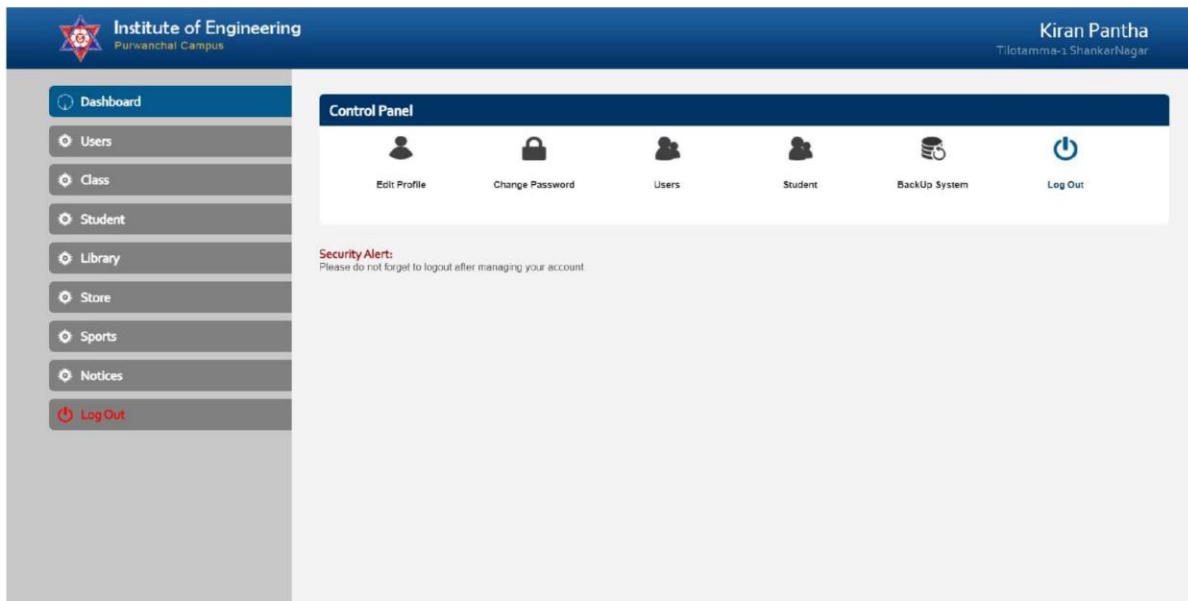 Institute of Engineering
Purwanchal Campus
Kiran Pantha
Tilotamma-1 ShankarNagar
Dashboard
Users
Class
Student
Library
Store
Sports
Notices
Log Out
Control Panel
Edit Profile
Change Password
Users
Student
BackUp System
Log Out
Security Alert:
Please do not forget to logout after managing your account